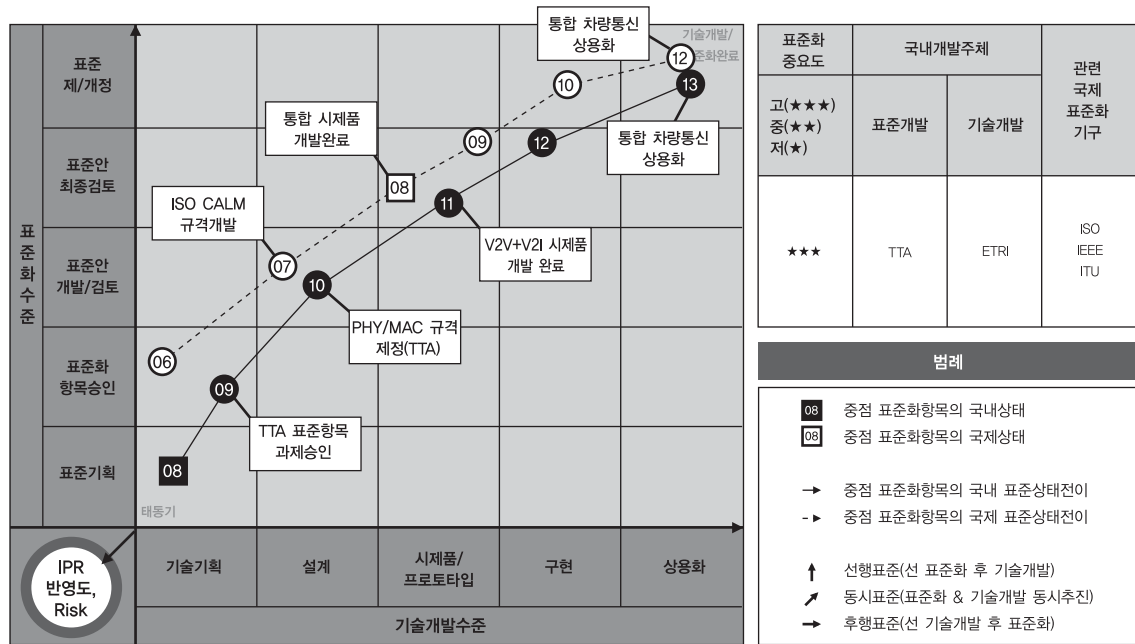 표준화수준
표준
제/개정
표준안
최종검토
표준안
개발/검토
표준화
항목승인
표준기획
기술개발/
준화완료
통합 차량통신
상용화
12
10
13
통합 시제품
개발완료
09
12
통합 차량통신
상용화
08
11
ISO CALM
규격개발
07
V2V+V2I 시제품
개발 완료
10
PHY/MAC 규격
제정(TTA)
06
09
TTA 표준항목
과제승인
08
태동기
IPR
반영도,
Risk
기술기획
설계
시제품/
프로토타입
구현
상용화
기술개발수준
표준화
중요도
국내개발주체
관련
국제
표준화
기구
고(★★★)
중(★★)
저(★)
표준개발
기술개발
★★★
TTA
ETRI
ISO
IEEE
ITU
범례
08 중점 표준화항목의 국내상태
08 중점 표준화항목의 국제상태
→ 중점 표준화항목의 국내 표준상태전이
- ▸ 중점 표준화항목의 국제 표준상태전이
↑ 선행표준(선 표준화 후 기술개발)
↗ 동시표준(표준화 & 기술개발 동시추진)
→ 후행표준(선 기술개발 후 표준화)